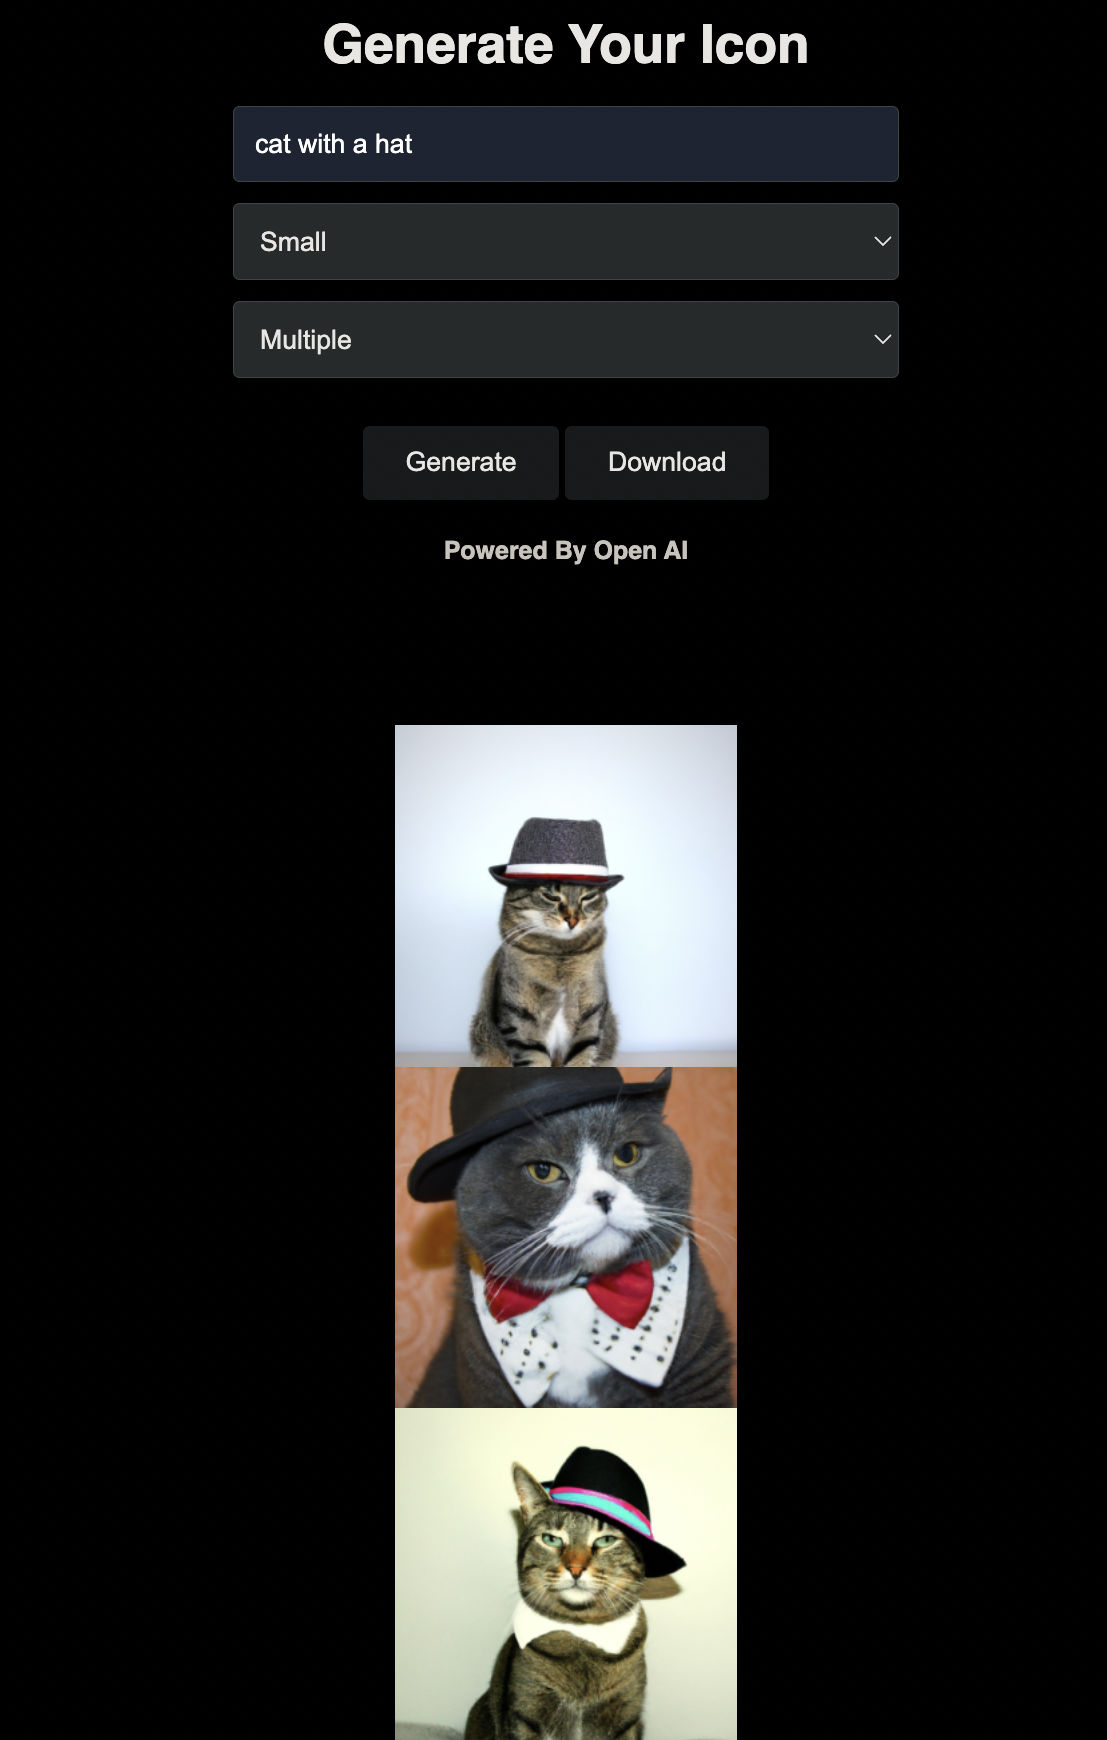 Generate Your Icon
cat with a hat
Small
Multiple
Generate Download
Powered By Open AI